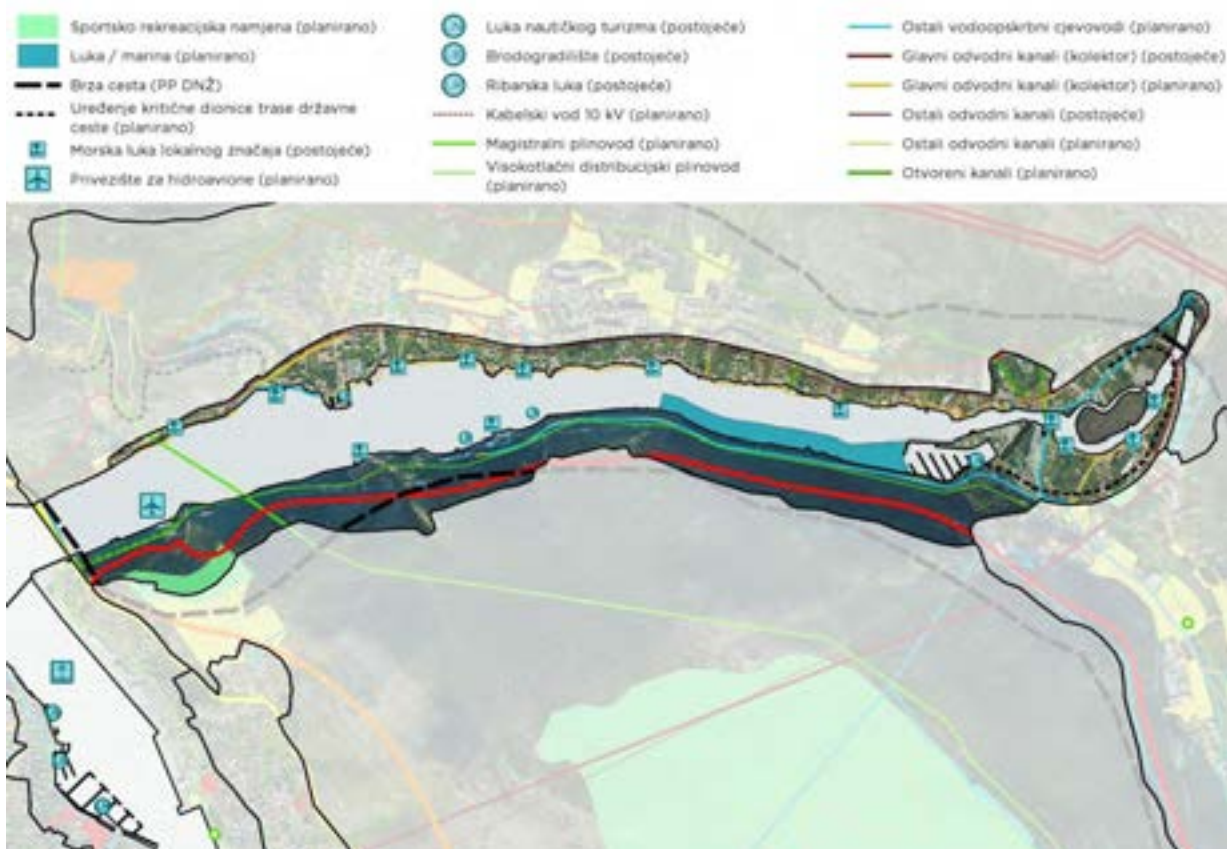 Sportsko rekreacijska namjena (planirano)
Luka / marina (planirano)
Brza cesta (PP DNŽ)
Uređenje kritične dionice trase državne
ceste (planirano)
Morska luka lokalnog značaja (postojeće)
Privezište za hidroavione (planirano)
Luka nautičkog turizma (postojeće)
Brodogradilište (postojeće)
Ribarska luka (postojeće)
Kabelski vod 10 kV (planirano)
Magistralni plinovod (planirano)
Visokotlačni distribucijski plinovod
(planirano)
Ostali vodoopskrbni cjevovodi (planirano)
Glavni odvodni kanali (kolektor) (postojeće)
Glavni odvodni kanali (kolektor) (planirano)
Ostali odvodni kanali (postojeće)
Ostali odvodni kanali (planirano)
Otvoreni kanali (planirano)